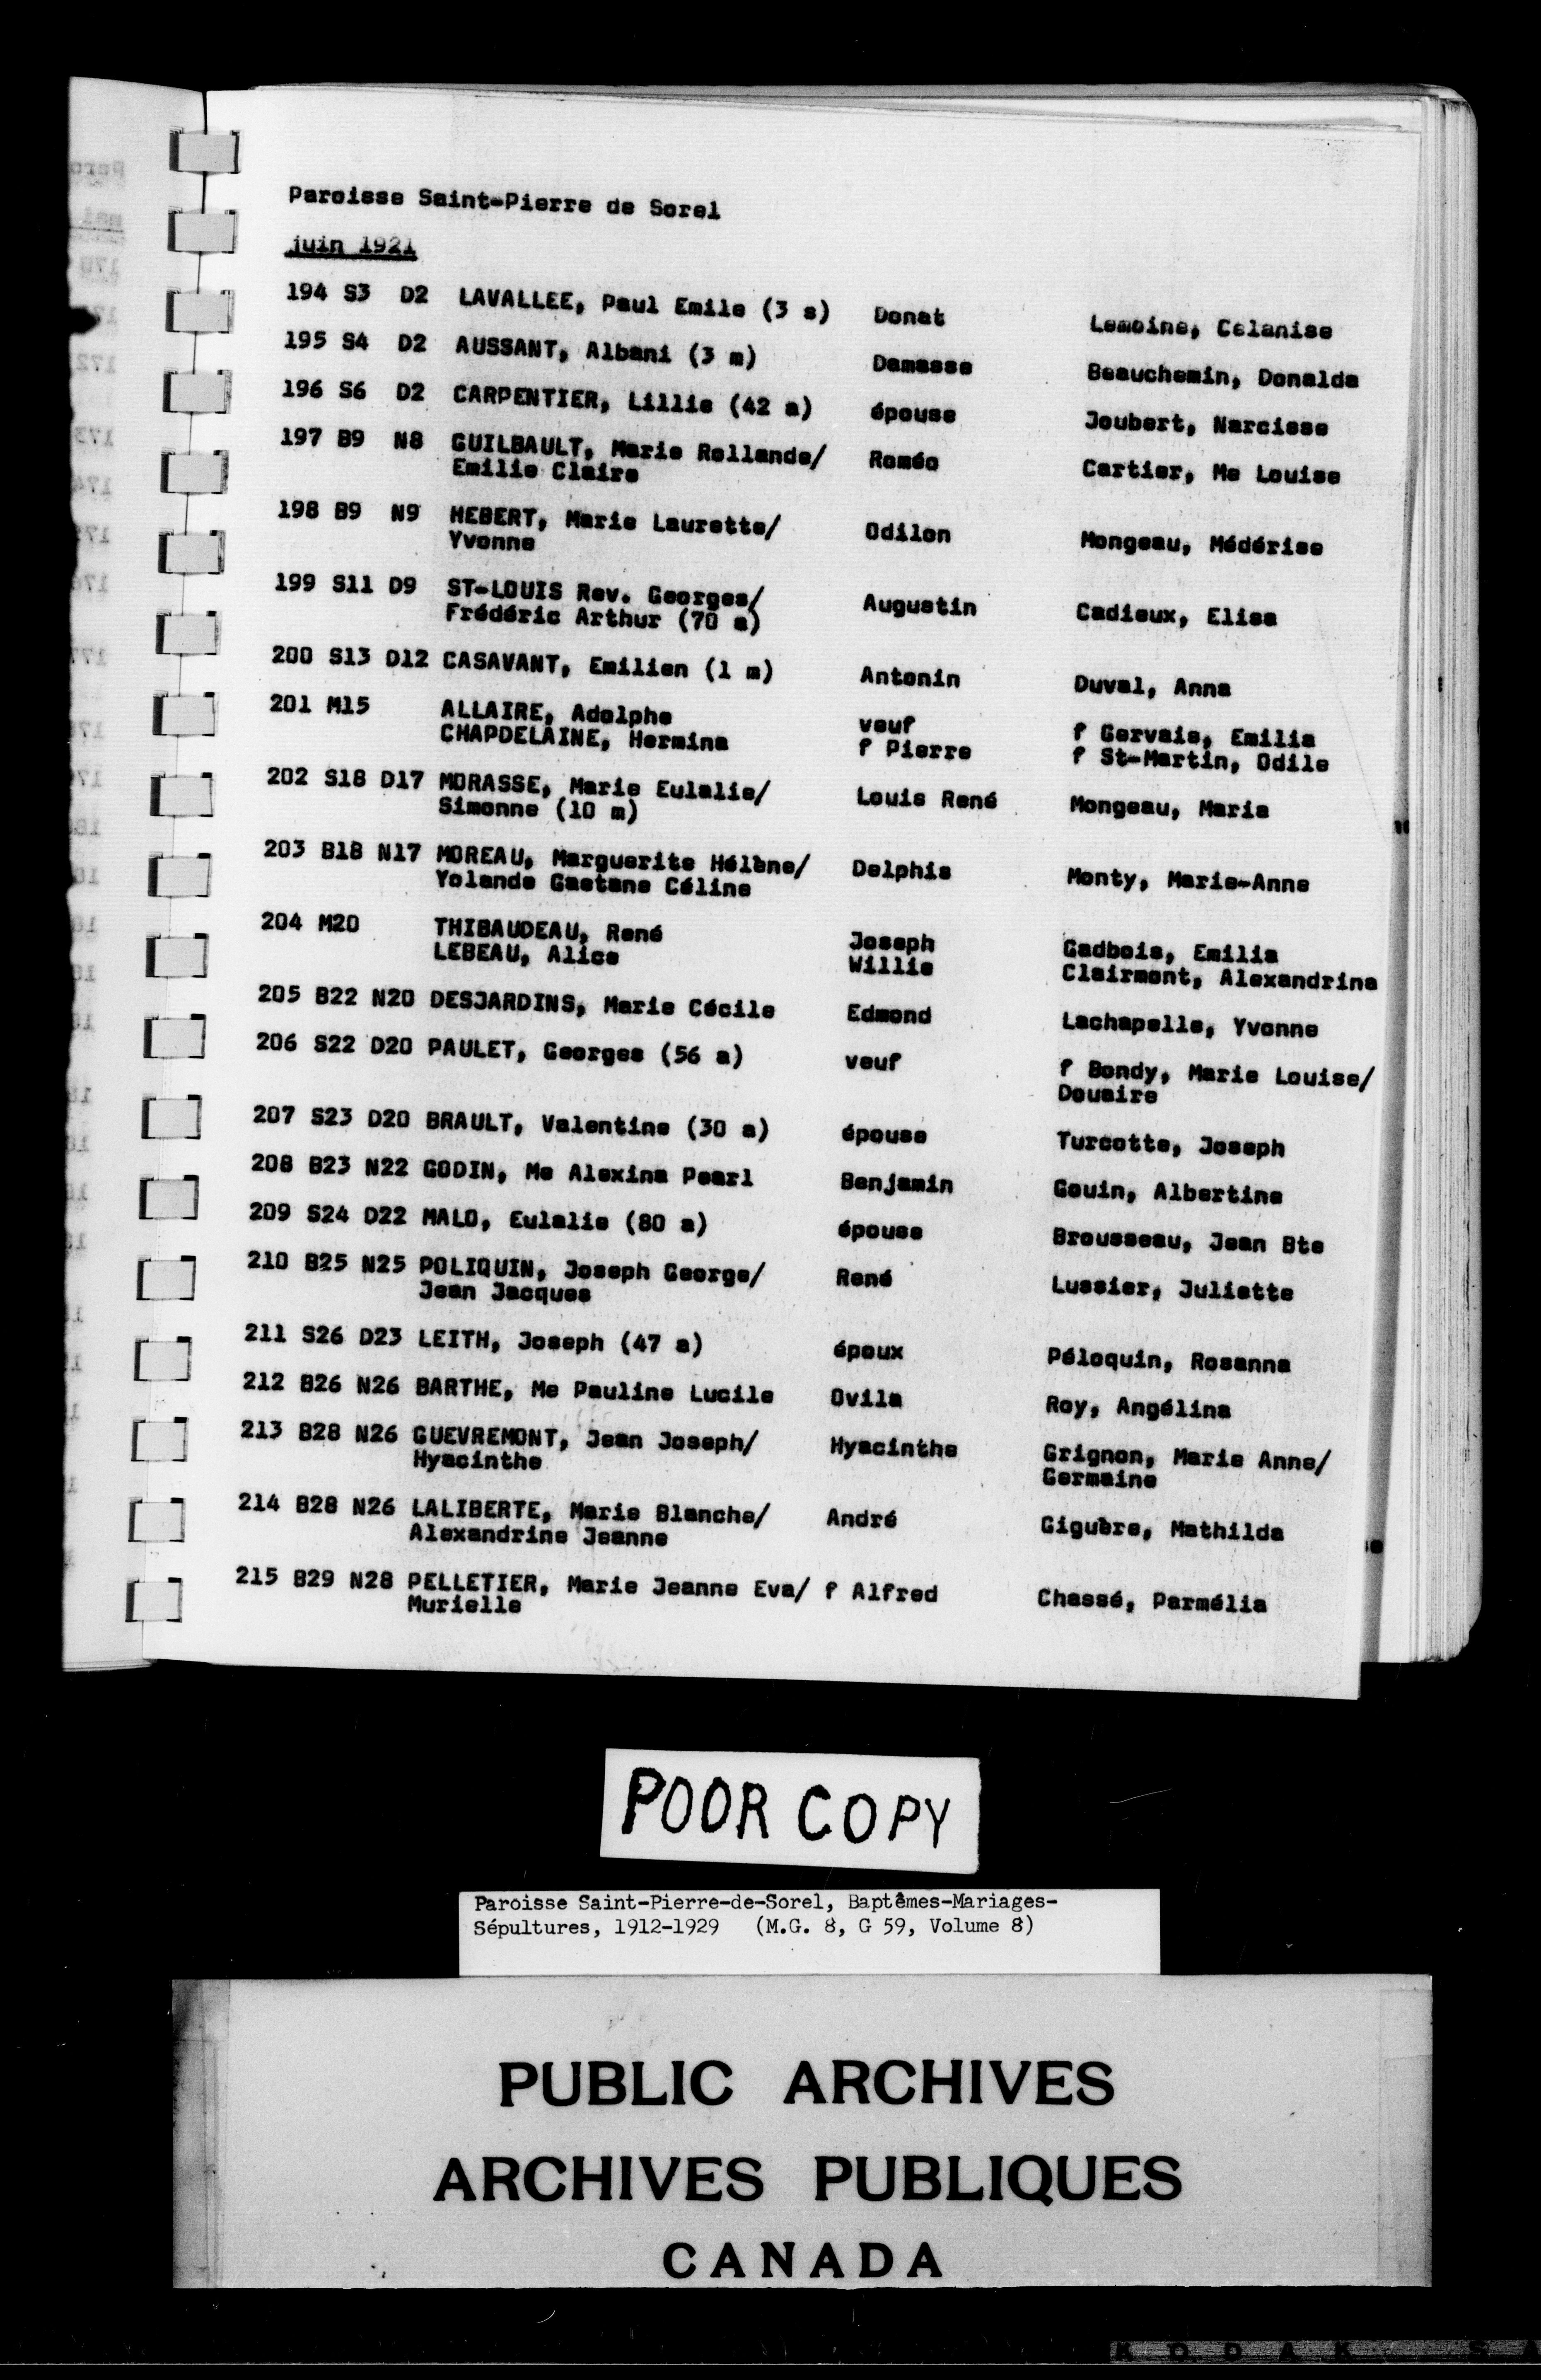 Paroisse Saint-Pierre de Sorel
juin 1921
194 S3 D2 LAVALLEE, Paul Emile (3 s) Donat Lemoine, Célanise
195 S4 D2 AUSSANT, Albani (3 m) Damasse Beauchemin, Donalda
196 S6 D2 CARPENTIER, Lillie (42 a) épouse Joubert, Narcisse
197 B9 N8 GUILBAULT, Marie Rollande/ Roméo Cartier, Me Louise
Emilie Claire
198 B9 N9 HEBERT, Marie Laurette/ Odilon Mongeau, Médérise
Yvonne
199 S11 D9 ST-LOUIS Rev. Georges/ Augustin Cadieux, Elisa
Frédéric Arthur (70 a)
200 S13 D12 CASAVANT, Emilien (1 m) Antonin Duval, Anna
201 M15 ALLAIRE, Adolphe veuf f Gervais, Emilia
CHAPDELAINE, Hermina f Pierre f St-Martin, Odile
202 S18 D17 MORASSE, Marie Eulalie/ Louis René Mongeau, Maria
Simonne (10 m)
203 B18 N17 MOREAU, Marguerite Hélène/ Delphis Monty, Marie-Anne
Yolande Gaetane Céline
204 M20 THIBAUDEAU, René Joseph Gadbois, Emilia
LEBEAU, Alice Willie Clairmont, Alexandrina
205 B22 N20 DESJARDINS, Marie Cécile Edmond Lachapelle, Yvonne
206 S22 D20 PAULET, Georges (56 a) veuf f Bondy, Marie Louise/
Douaire
207 S23 D20 BRAULT, Valentine (30 a) épouse Turcotte, Joseph
208 B23 N22 GODIN, Me Alexina Pearl Benjamin Gouin, Albertine
209 S24 D22 MALO, Eulalie (80 a) épouse Brousseau, Jean Bte
210 B25 N25 POLIQUIN, Joseph George/ René Lussier, Juliette
Jean Jacques
211 S26 D23 LEITH, Joseph (47 a) époux Péloquin, Rosanna
212 B26 N26 BARTHE, Me Pauline Lucile Ovila Roy, Angélina
213 B28 N26 GUEVREMONT, Jean Joseph/ Hyacinthe Grignon, Marie Anne/
Hyacinthe Germaine
214 B28 N26 LALIBERTE, Marie Blanche/ André Giguère, Mathilda
Alexandrine Jeanne
215 B29 N28 PELLETIER, Marie Jeanne Eva/ f Alfred Chassé, Parmélia
Murielle
POOR COPY
Paroisse Saint-Pierre-de-Sorel, Baptêmes-Mariages-
Sépultures, 1912-1929 (M.G. 8, G 59, Volume 8)
PUBLIC ARCHIVES
ARCHIVES PUBLIQUES
CANADA